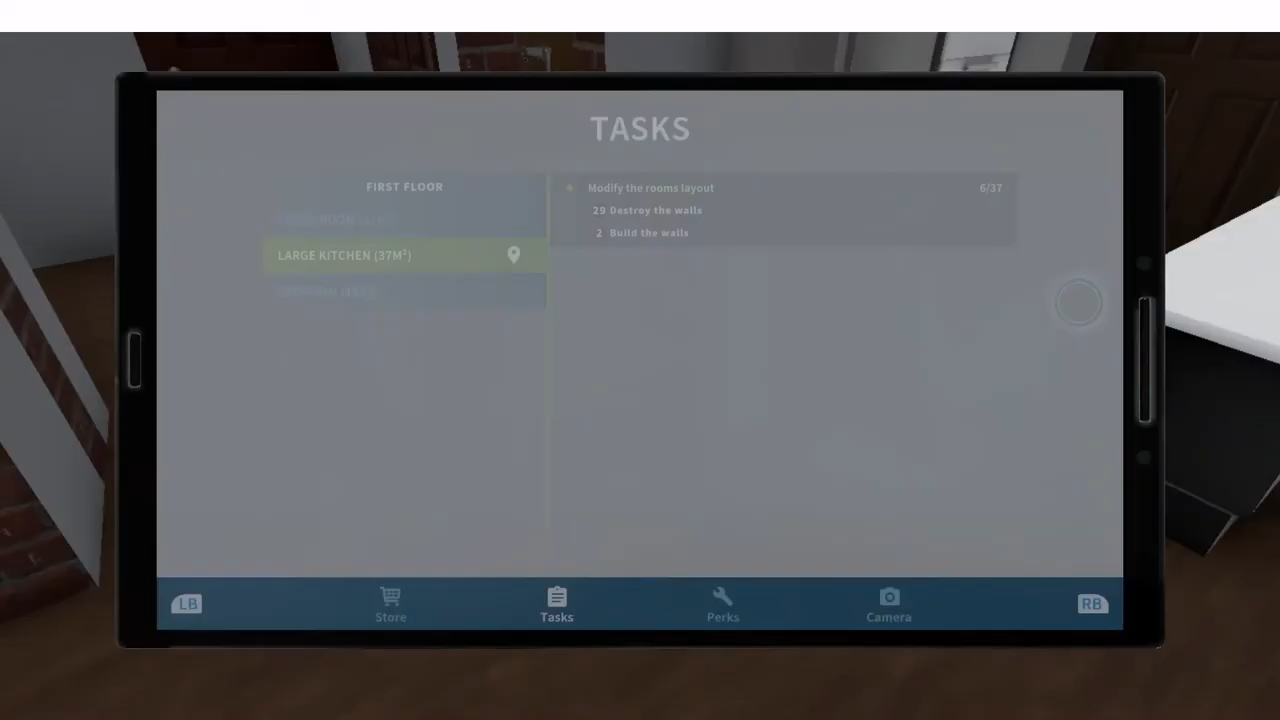 TASKS
FIRST FLOOR
LARGE KITCHEN (37M²)
Modify the rooms layout 6/37
29 Destroy the walls
2 Build the walls
LB Store Tasks Perks Camera RB